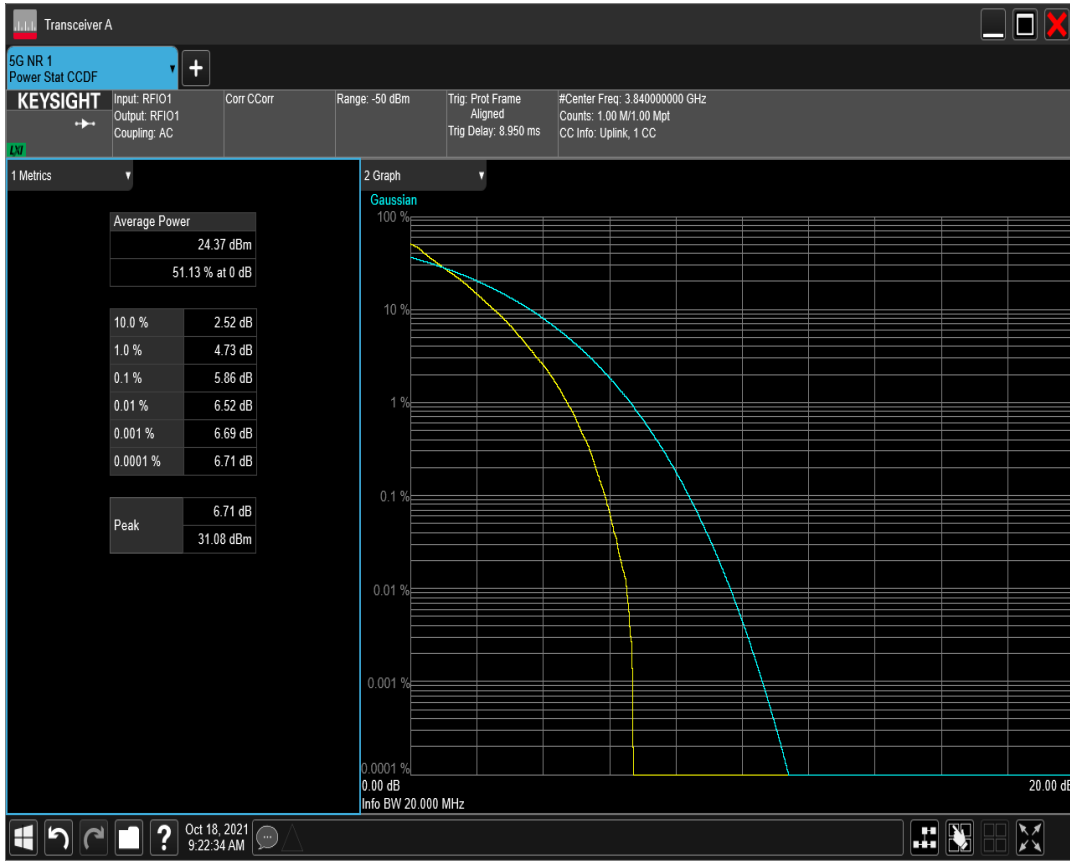 Transceiver A
5G NR 1
Power Stat CCDF
+
KEYSIGHT
LXI
Input: RFIO1
Output: RFIO1
Coupling: AC
Corr CCorr
Range: -50 dBm
Trig: Prot Frame
Aligned
Trig Delay: 8.950 ms
#Center Freq: 3.840000000 GHz
Counts: 1.00 M/1.00 Mpt
CC Info: Uplink, 1 CC
1 Metrics
Average Power
24.37 dBm
51.13 % at 0 dB
10.0 % 2.52 dB
1.0 % 4.73 dB
0.1 % 5.86 dB
0.01 % 6.52 dB
0.001 % 6.69 dB
0.0001 % 6.71 dB
Peak
6.71 dB
31.08 dBm
2 Graph
Gaussian
100 %
10 %
1 %
0.1 %
0.01 %
0.001 %
0.0001 %
0.00 dB 20.00 dB
Info BW 20.000 MHz
?
Oct 18, 2021
9:22:34 AM